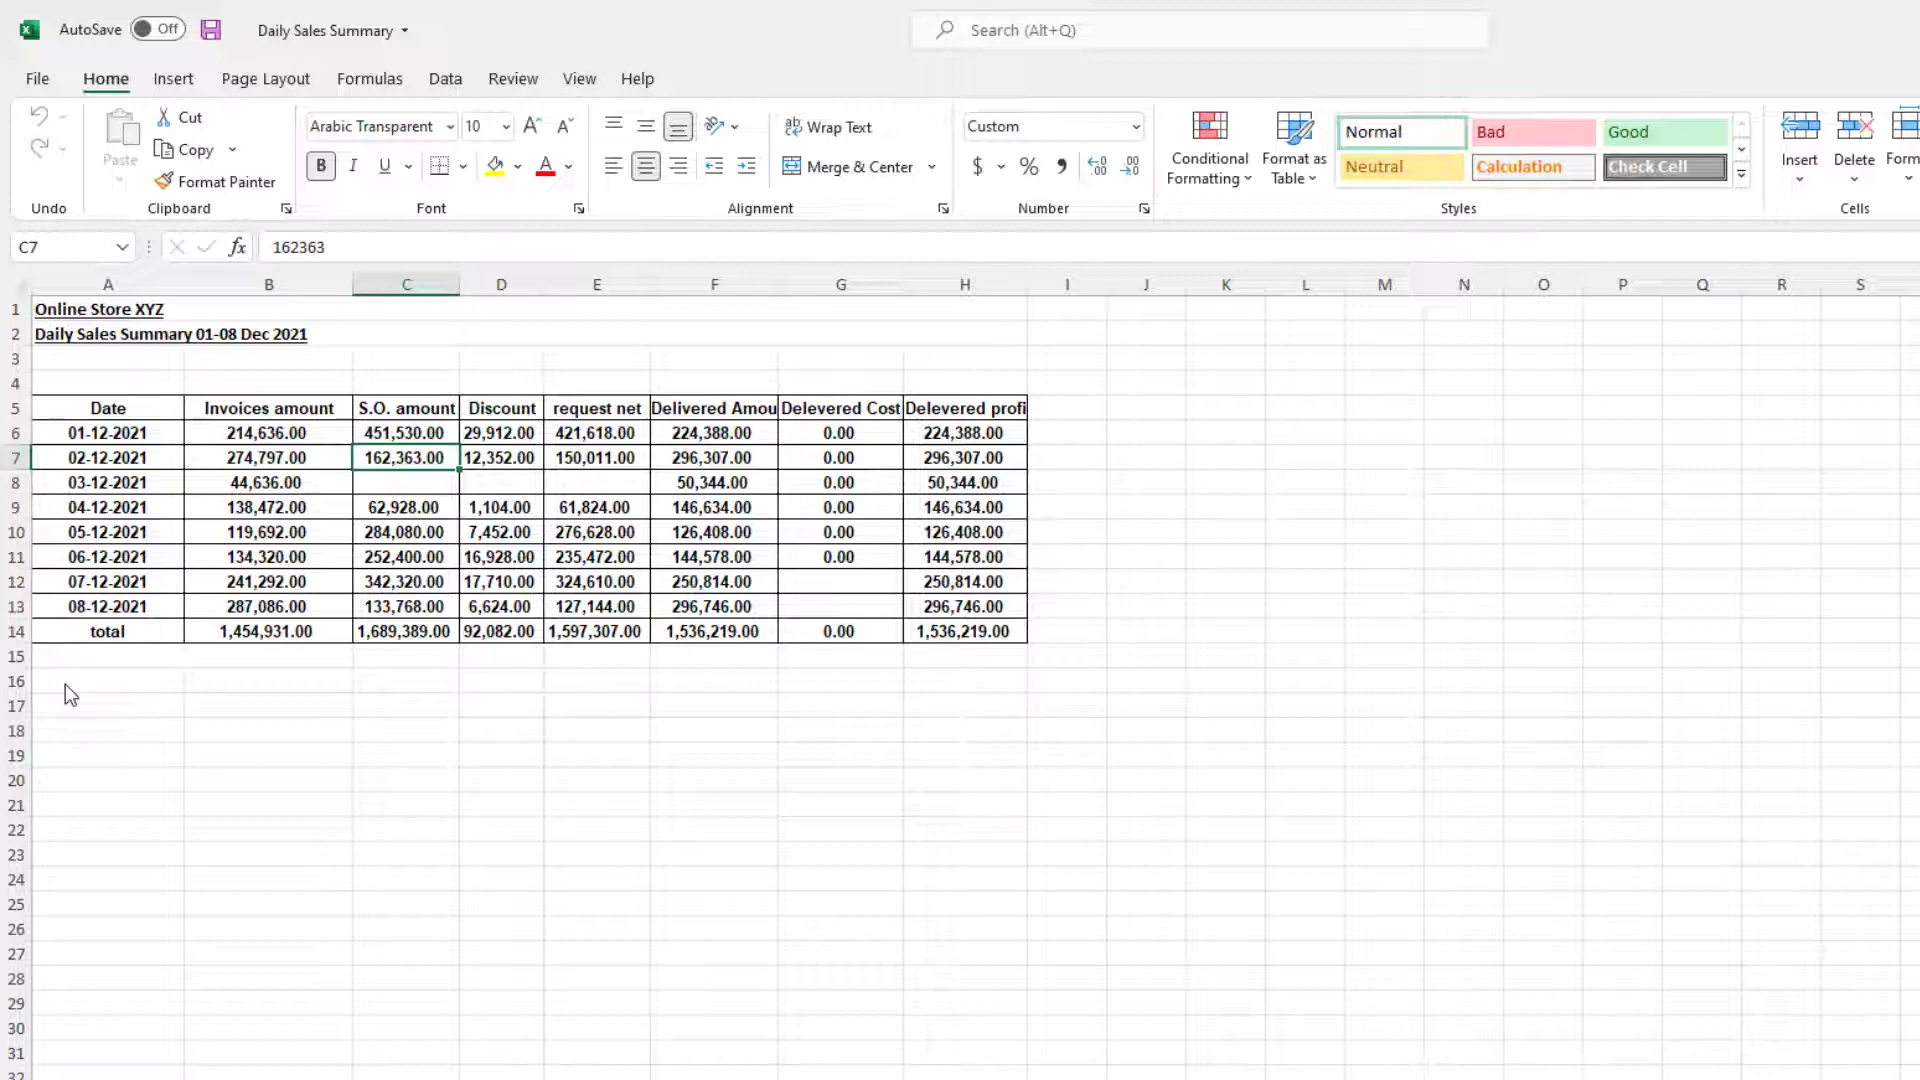 AutoSave Off Daily Sales Summary Search (Alt+Q)
File Home Insert Page Layout Formulas Data Review View Help
Undo
Paste
Cut
Copy
Format Painter
Clipboard
Arabic Transparent 10
B I U A
Font
Wrap Text
Merge & Center
Alignment
Custom
$ % 9
Number
Conditional Formatting
Format as Table
Normal Bad Good
Neutral Calculation Check Cell
Styles
Insert Delete Form
Cells
C7 fx 162363
A B C D E F G H I J K L M N O P Q R S
1 Online Store XYZ
2 Daily Sales Summary 01-08 Dec 2021
3
4
5 Date Invoices amount S.O. amount Discount request net Delivered Amou Delevered Cost Delevered profi
6 01-12-2021 214,636.00 451,530.00 29,912.00 421,618.00 224,388.00 0.00 224,388.00
7 02-12-2021 274,797.00 162,363.00 12,352.00 150,011.00 296,307.00 0.00 296,307.00
8 03-12-2021 44,636.00 50,344.00 0.00 50,344.00
9 04-12-2021 138,472.00 62,928.00 1,104.00 61,824.00 146,634.00 0.00 146,634.00
10 05-12-2021 119,692.00 284,080.00 7,452.00 276,628.00 126,408.00 0.00 126,408.00
11 06-12-2021 134,320.00 252,400.00 16,928.00 235,472.00 144,578.00 0.00 144,578.00
12 07-12-2021 241,292.00 342,320.00 17,710.00 324,610.00 250,814.00 250,814.00
13 08-12-2021 287,086.00 133,768.00 6,624.00 127,144.00 296,746.00 296,746.00
14 total 1,454,931.00 1,689,389.00 92,082.00 1,597,307.00 1,536,219.00 0.00 1,536,219.00
15
16
17
18
19
20
21
22
23
24
25
26
27
28
29
30
31
32